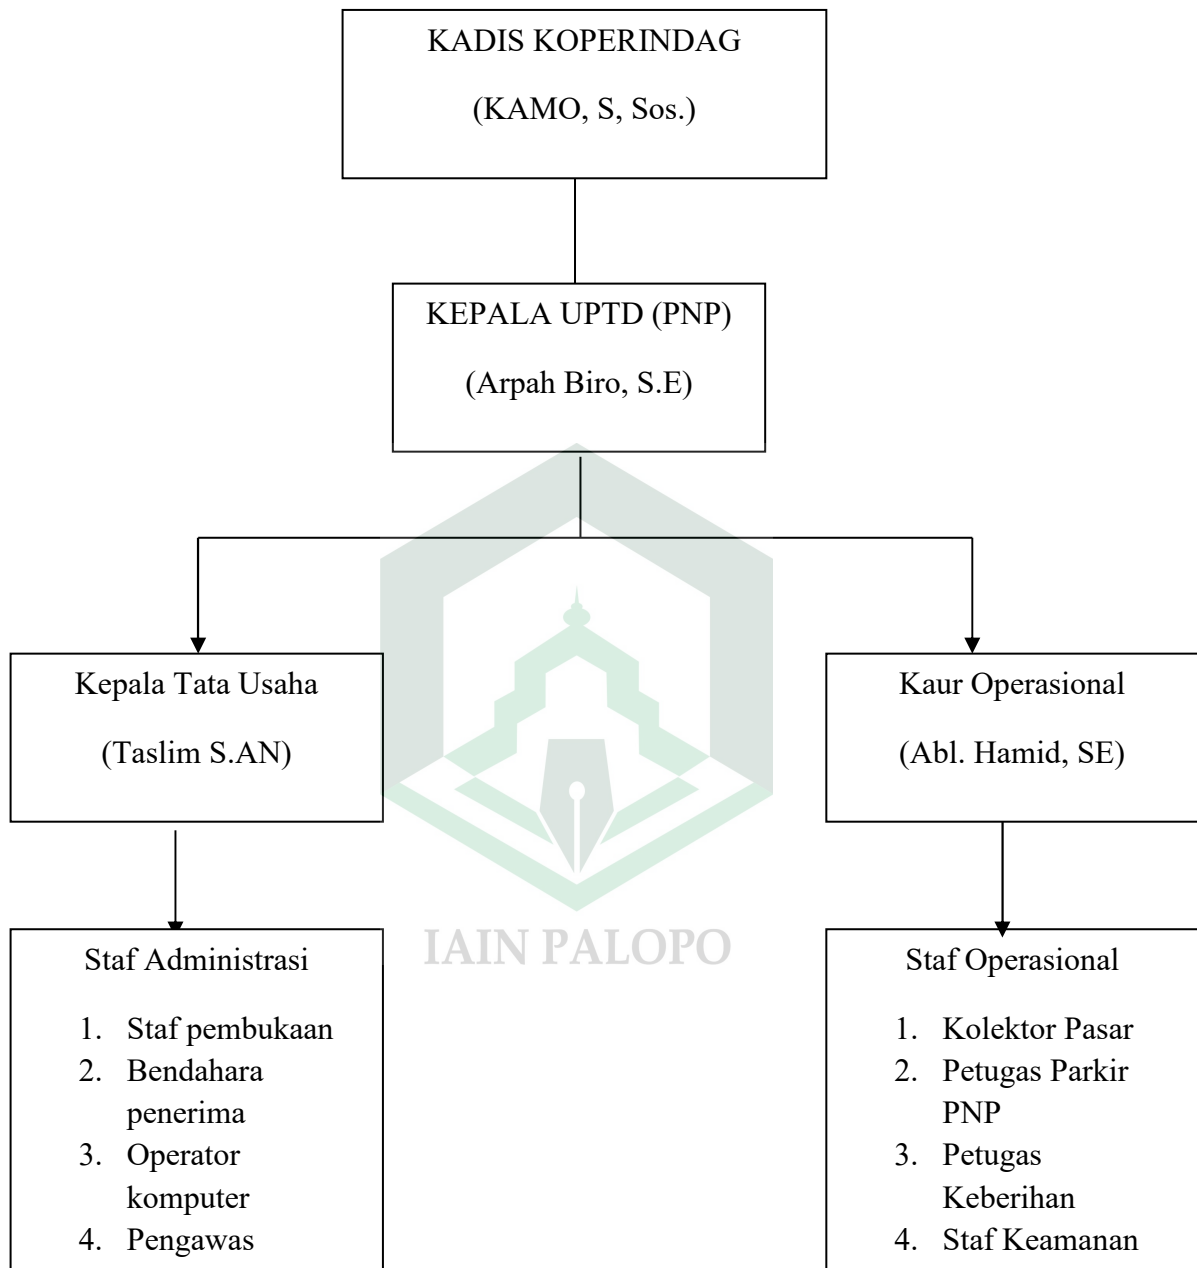 KADIS KOPERINDAG
(KAMO, S, Sos.)
KEPALA UPTD (PNP)
(Arpah Biro, S.E)
Kepala Tata Usaha
(Taslim S.AN)
Kaur Operasional
(Abl. Hamid, SE)
IAIN PALOPO
Staf Administrasi
1. Staf pembukaan
2. Bendahara
penerima
3. Operator
komputer
4. Pengawas
Staf Operasional
1. Kolektor Pasar
2. Petugas Parkir
PNP
3. Petugas
Keberihan
4. Staf Keamanan